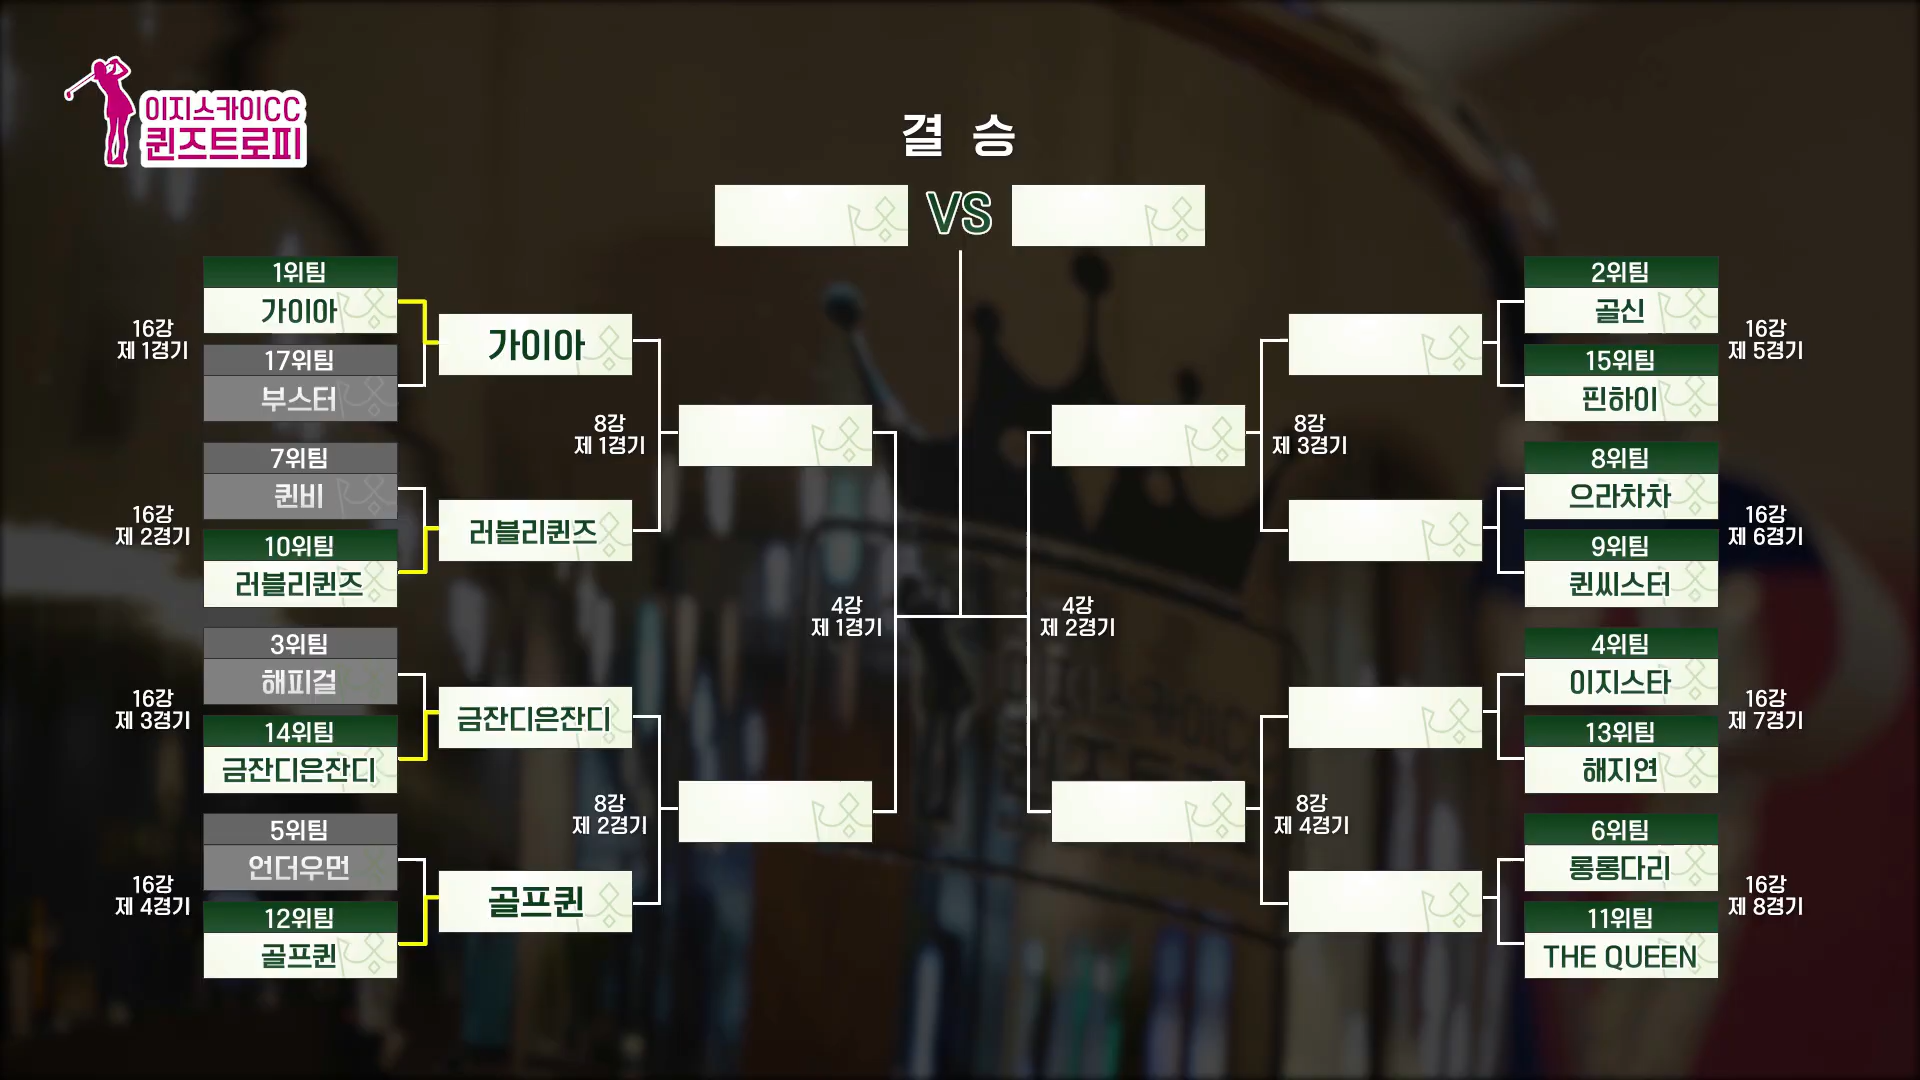 이지스카이CC
퀸즈트로피
결 승
VS
16강
제 1경기
1위팀
가이아
17위팀
부스터
가이아
16강
제 2경기
7위팀
퀸비
10위팀
러블리퀸즈
러블리퀸즈
8강
제 1경기
16강
제 3경기
3위팀
해피걸
14위팀
금잔디은잔디
금잔디은잔디
16강
제 4경기
5위팀
언더우먼
12위팀
골프퀸
골프퀸
8강
제 2경기
4강
제 1경기
4강
제 2경기
8강
제 3경기
2위팀
골신
15위팀
핀하이
16강
제 5경기
8위팀
으라차차
9위팀
퀸씨스터
16강
제 6경기
8강
제 4경기
4위팀
이지스타
13위팀
해지연
16강
제 7경기
6위팀
롱롱다리
11위팀
THE QUEEN
16강
제 8경기